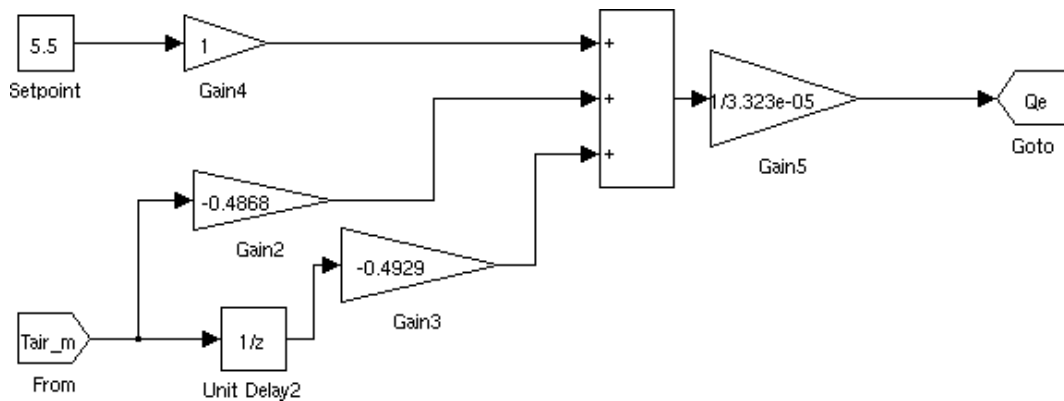 5.5
Setpoint
1
Gain4
+
+
+
1/3.323e-05
Gain5
Qe
Goto
-0.4868
Gain2
-0.4929
Gain3
Tair_m
From
1/z
Unit Delay2